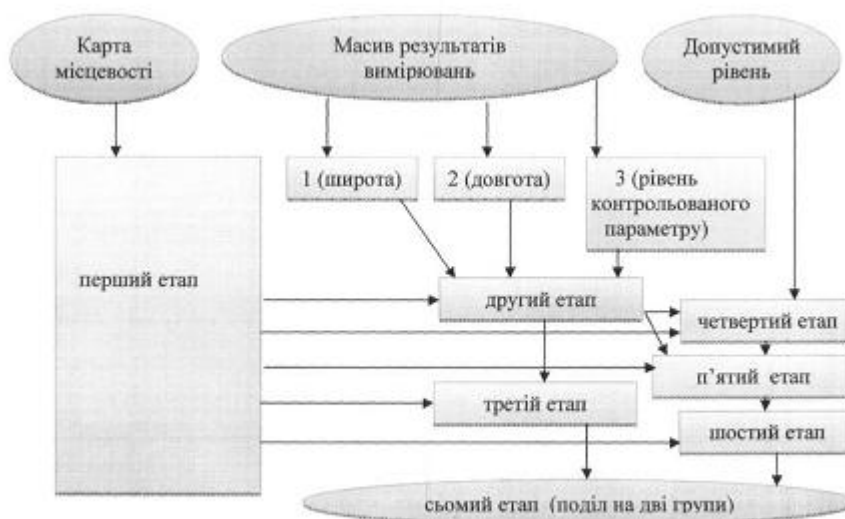 Карта
місцевості
Масив результатів
вимірювань
Допустимий
рівень
1 (широта)
2 (довгота)
3 (рівень
контрольованого
параметру)
перший етап
другий етап
четвертий етап
п’ятий етап
третій етап
шостий етап
сьомий етап (поділ на дві групи)